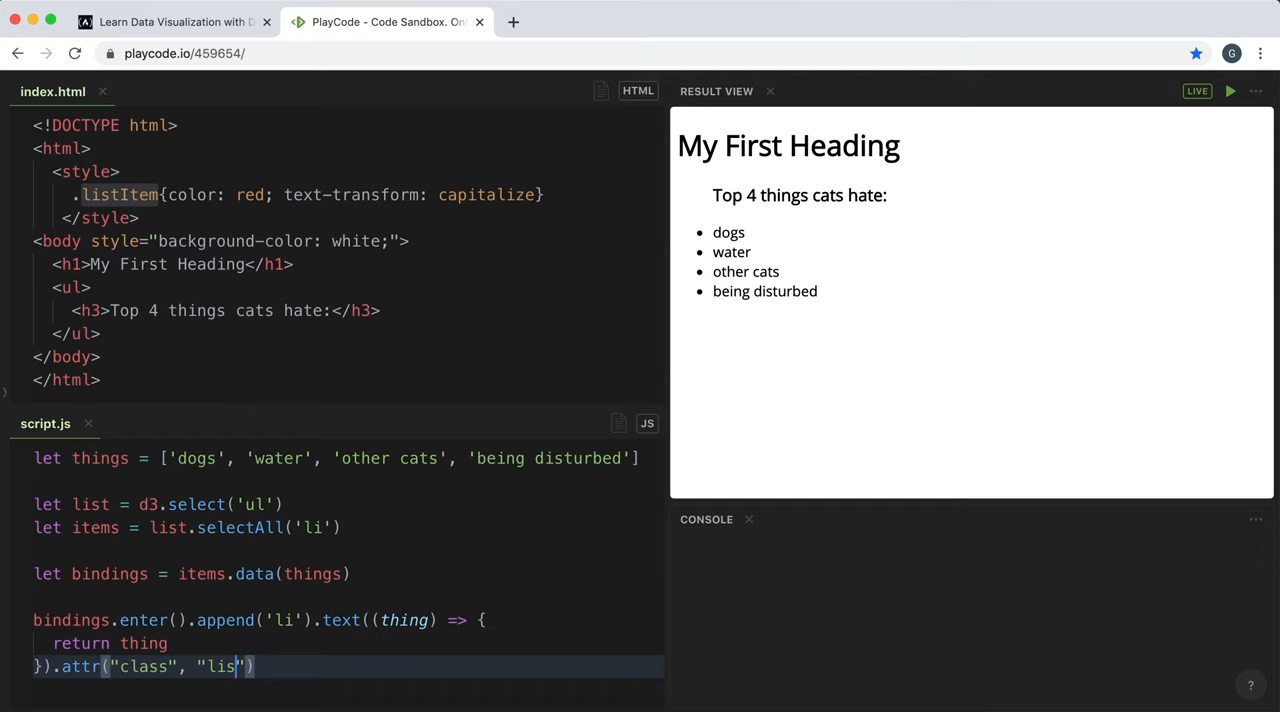 Learn Data Visualization with D
PlayCode - Code Sandbox. On
playcode.io/459654/
G
index.html
HTML
<!DOCTYPE html>
<html>
<style>
.listItem{color: red; text-transform: capitalize}
</style>
<body style="background-color: white;">
<h1>My First Heading</h1>
<ul>
<h3>Top 4 things cats hate:</h3>
</ul>
</body>
</html>
script.js
JS
let things = ['dogs', 'water', 'other cats', 'being disturbed']
let list = d3.select('ul')
let items = list.selectAll('li')
let bindings = items.data(things)
bindings.enter().append('li').text((thing) => {
return thing
}).attr("class", "lis")
RESULT VIEW
LIVE
My First Heading
Top 4 things cats hate:
dogs
water
other cats
being disturbed
CONSOLE
?